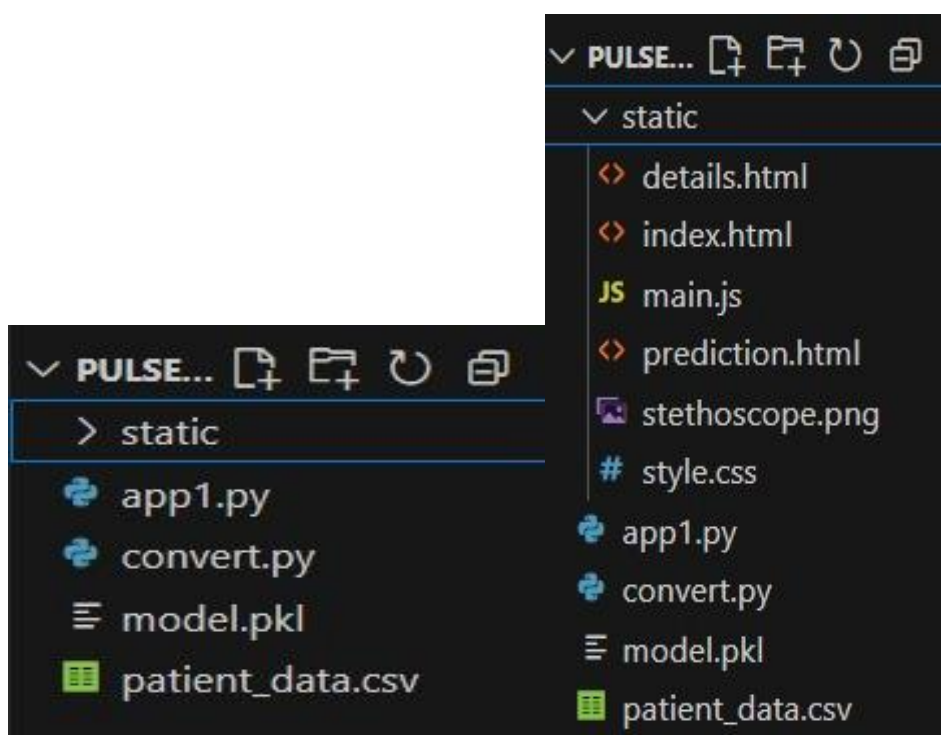 PULSE...
static
app1.py
convert.py
model.pkl
patient_data.csv
PULSE...
static
details.html
index.html
JS main.js
prediction.html
stethoscope.png
# style.css
app1.py
convert.py
model.pkl
patient_data.csv